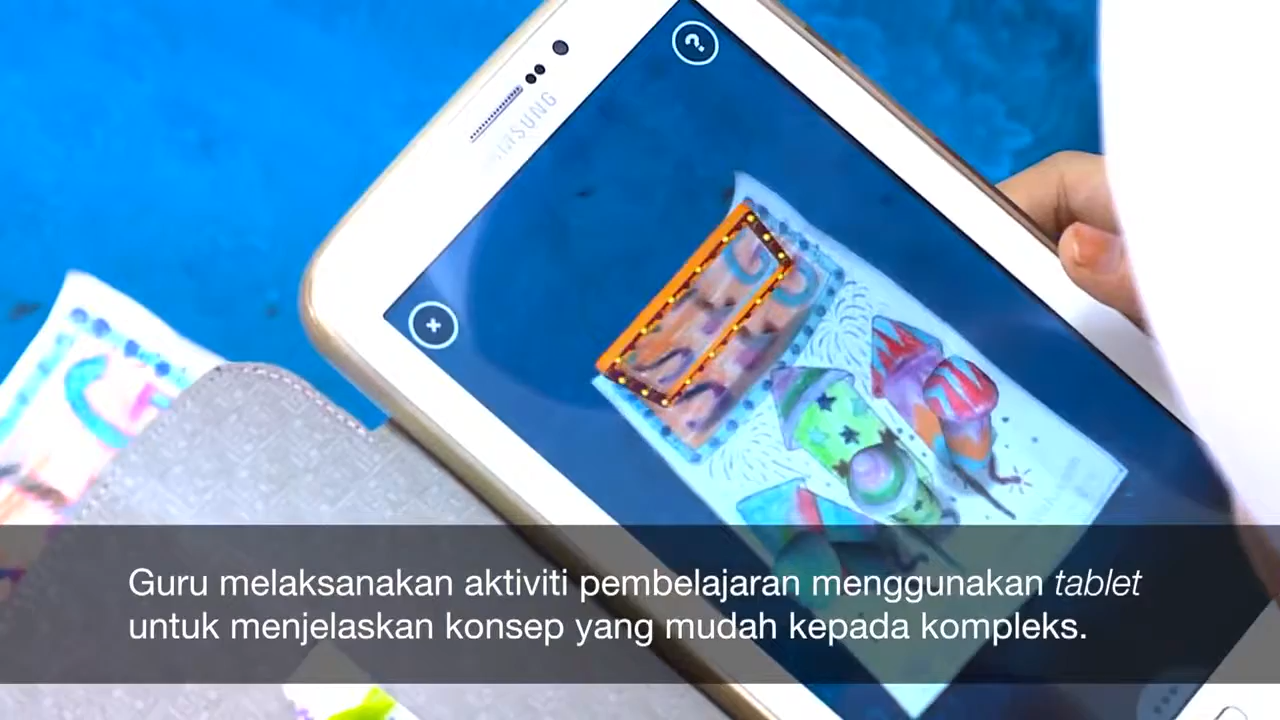 SAMSUNG
?
+
Guru melaksanakan aktiviti pembelajaran menggunakan tablet
untuk menjelaskan konsep yang mudah kepada kompleks.